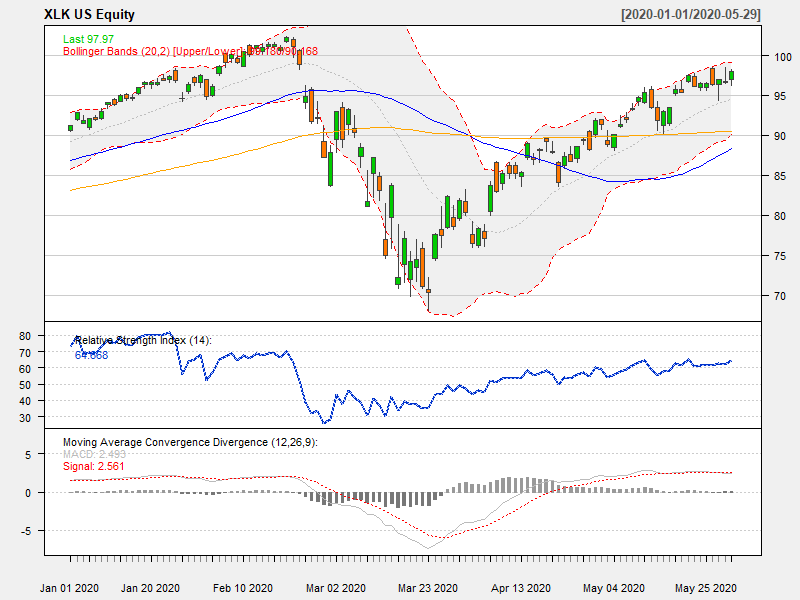 XLK US Equity [2020-01-01/2020-05-29]
Last 97.97
Bollinger Bands (20,2) [Upper/Lower]:
100
95
90
85
80
75
70
Relative Strength Index (14):
64.668
80
70
60
50
40
30
Moving Average Convergence Divergence (12,26,9):
MACD: 2.493
Signal: 2.561
5
0
-5
Jan 01 2020 Jan 20 2020 Feb 10 2020 Mar 02 2020 Mar 23 2020 Apr 13 2020 May 04 2020 May 25 2020